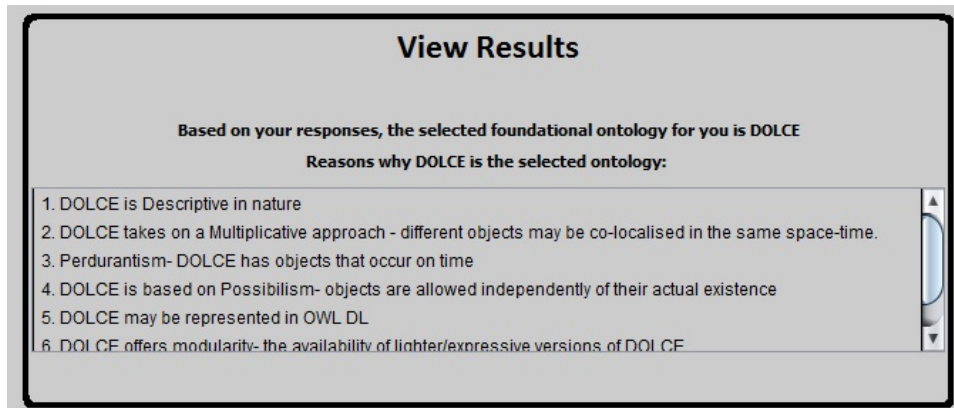 View Results
Based on your responses, the selected foundational ontology for you is DOLCE
Reasons why DOLCE is the selected ontology:
1. DOLCE is Descriptive in nature
2. DOLCE takes on a Multiplicative approach - different objects may be co-localised in the same space-time.
3. Perdurantism- DOLCE has objects that occur on time
4. DOLCE is based on Possibilism- objects are allowed independently of their actual existence
5. DOLCE may be represented in OWL DL
6. DOLCE offers modularity- the availability of lighter/expressive versions of DOLCE